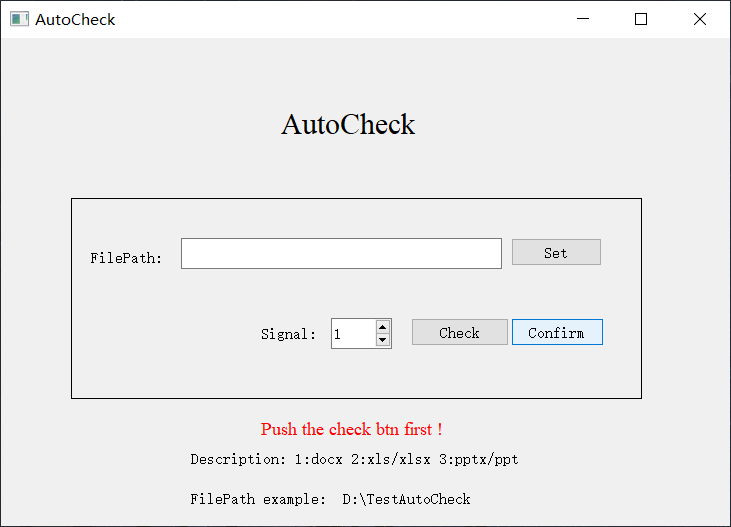 AutoCheck
AutoCheck
FilePath: Set
Signal: 1 Check Confirm
Push the check btn first !
Description: 1:docx 2:xls/xlsx 3:pptx/ppt
FilePath example: D:\TestAutoCheck